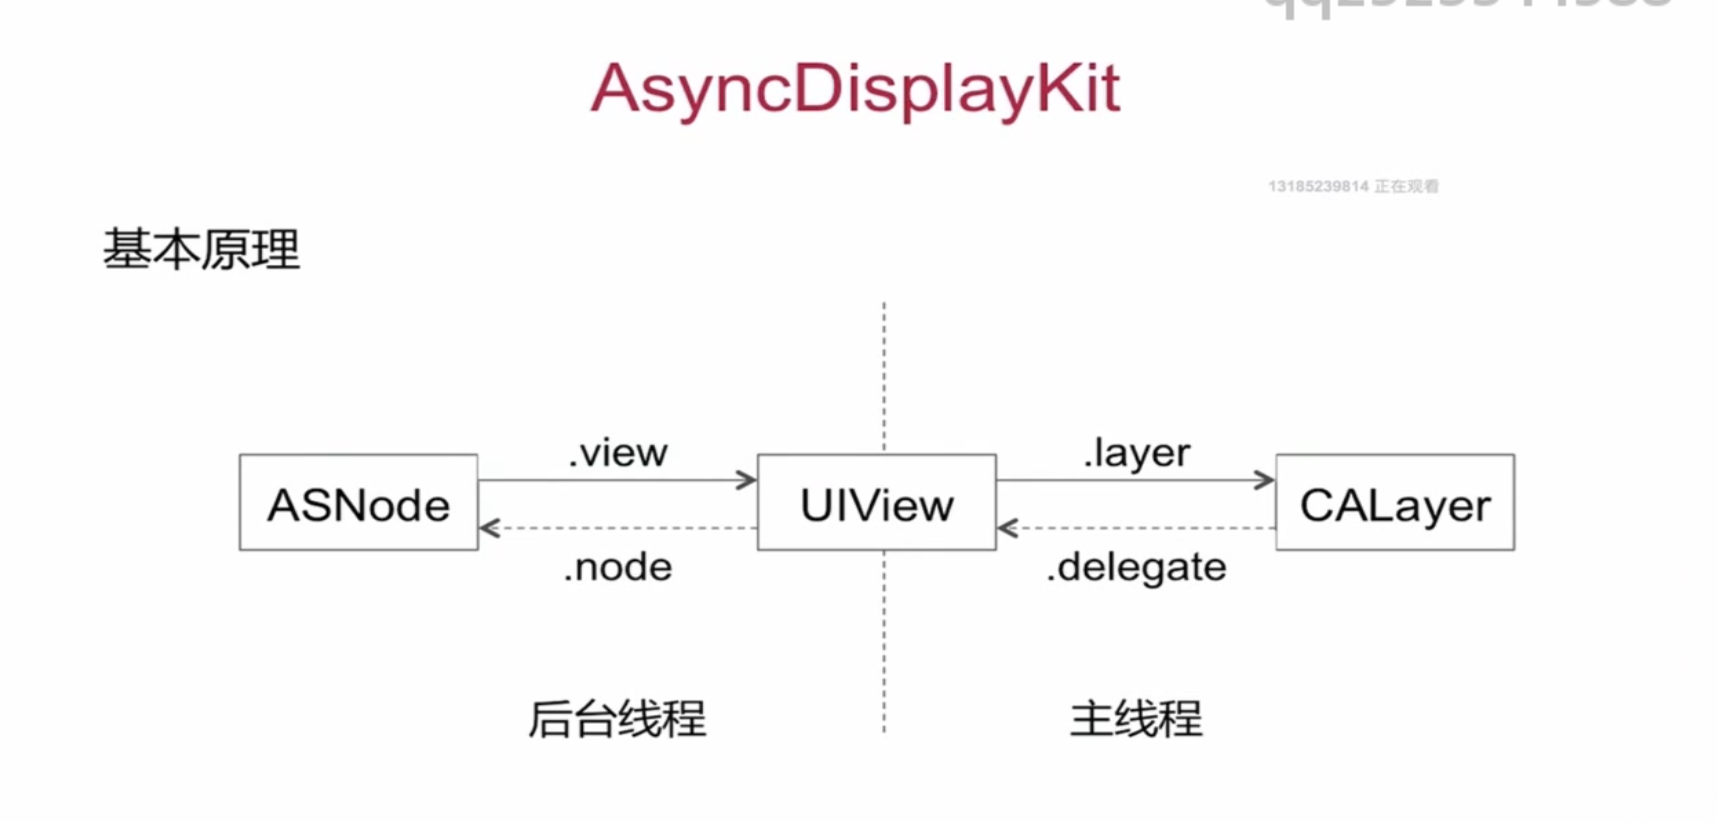 AsyncDisplayKit
13185239814 正在观看
基本原理
.view
.layer
ASNode
UIView
CALayer
.node
.delegate
后台线程
主线程